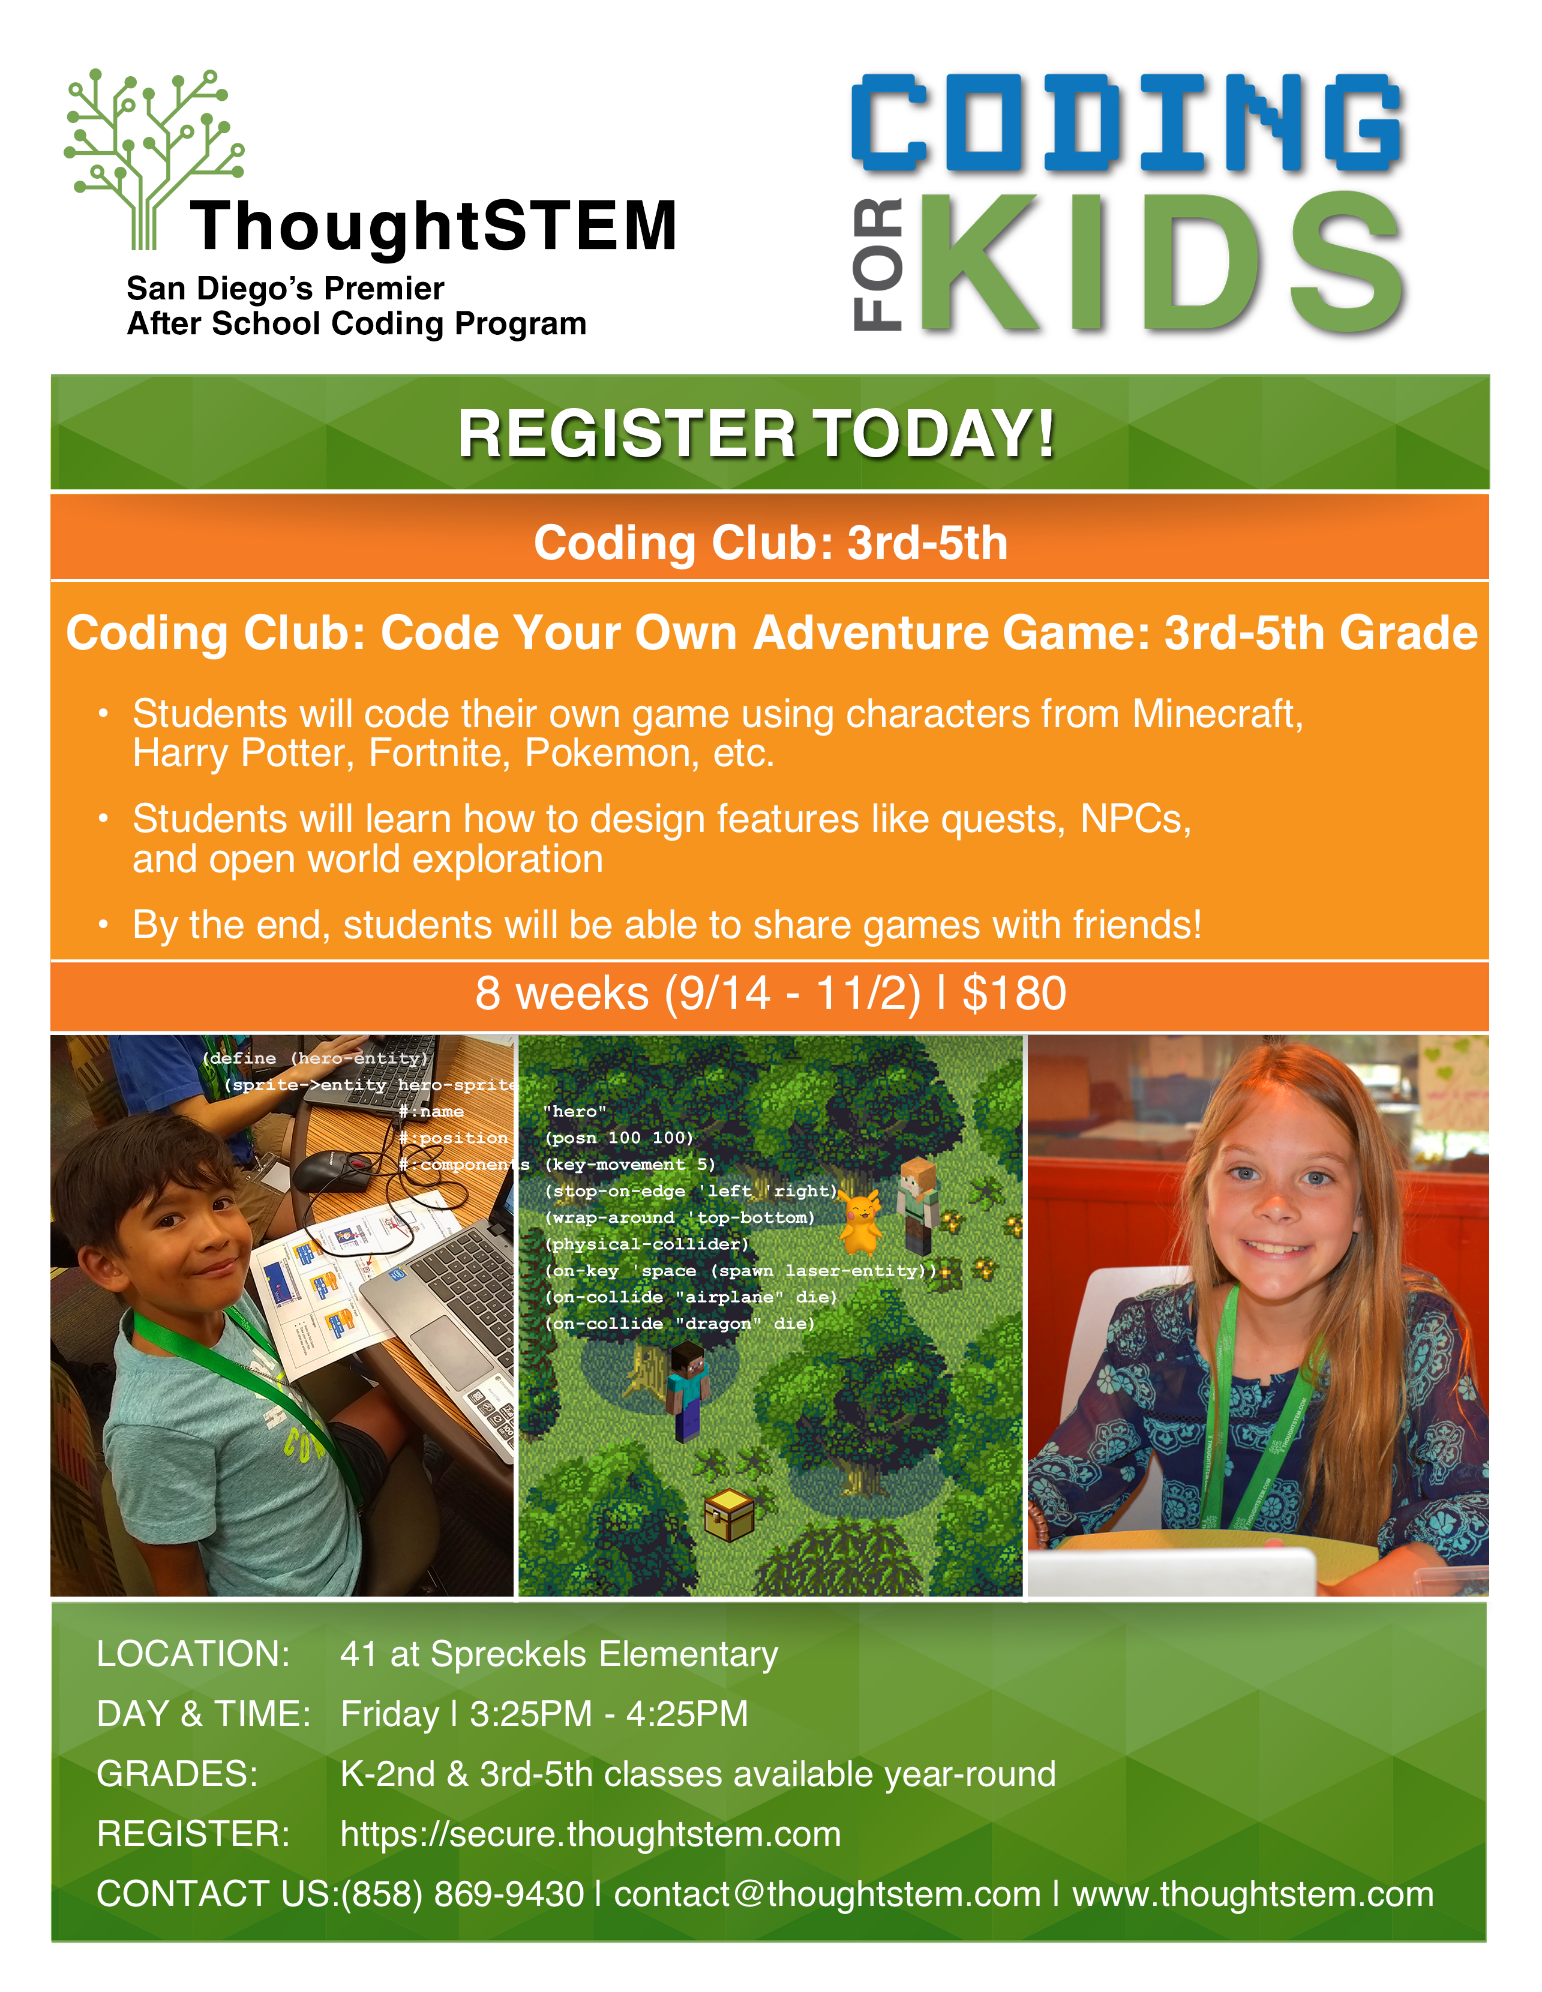 ThoughtSTEM
San Diego's Premier
After School Coding Program
CODING
FOR KIDS
REGISTER TODAY!
Coding Club: 3rd-5th
Coding Club: Code Your Own Adventure Game: 3rd-5th Grade
• Students will code their own game using characters from Minecraft,
Harry Potter, Fortnite, Pokemon, etc.
• Students will learn how to design features like quests, NPCs,
and open world exploration
• By the end, students will be able to share games with friends!
8 weeks (9/14 - 11/2) | $180
(define (hero-entity)
(sprite->entity hero-sprite
#:name "hero"
#:position (posn 100 100)
#:components (key-movement 5)
(stop-on-edge 'left 'right)
(wrap-around 'top-bottom)
(physical-collider)
(on-key 'space (spawn laser-entity))
(on-collide "airplane" die)
(on-collide "dragon" die)
LOCATION: 41 at Spreckels Elementary
DAY & TIME: Friday | 3:25PM - 4:25PM
GRADES: K-2nd & 3rd-5th classes available year-round
REGISTER: https://secure.thoughtstem.com
CONTACT US:(858) 869-9430 | contact@thoughtstem.com | www.thoughtstem.com